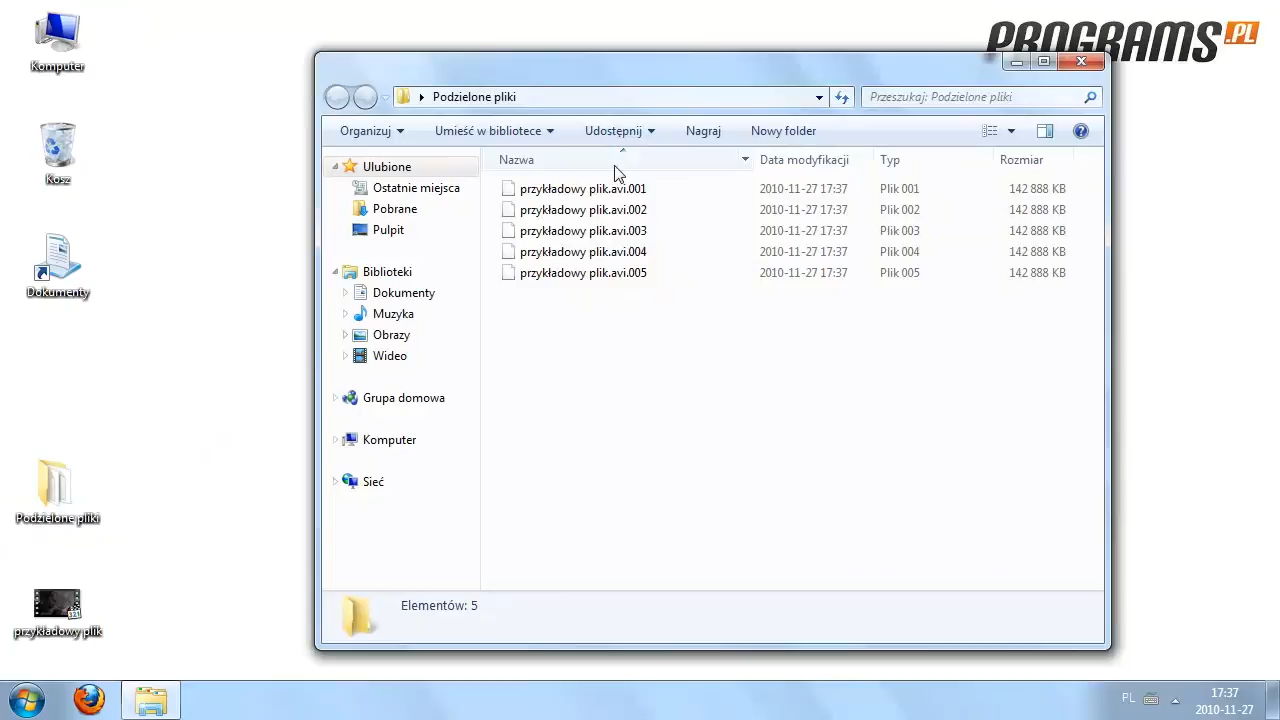 Komputer
Kosz
Dokumenty
Podzielone pliki
przykładowy plik
PROGRAMS.PL
Podzielone pliki
Przeszukaj: Podzielone pliki
Organizuj
Umieść w bibliotece
Udostępnij
Nagraj
Nowy folder
Nazwa
Data modyfikacji
Typ
Rozmiar
Ulubione
Ostatnie miejsca
Pobrane
Pulpit
Biblioteki
Dokumenty
Muzyka
Obrazy
Wideo
Grupa domowa
Komputer
Sieć
przykładowy plik.avi.001 2010-11-27 17:37 Plik 001 142 888 KB
przykładowy plik.avi.002 2010-11-27 17:37 Plik 002 142 888 KB
przykładowy plik.avi.003 2010-11-27 17:37 Plik 003 142 888 KB
przykładowy plik.avi.004 2010-11-27 17:37 Plik 004 142 888 KB
przykładowy plik.avi.005 2010-11-27 17:37 Plik 005 142 888 KB
Elementów: 5
PL
17:37
2010-11-27